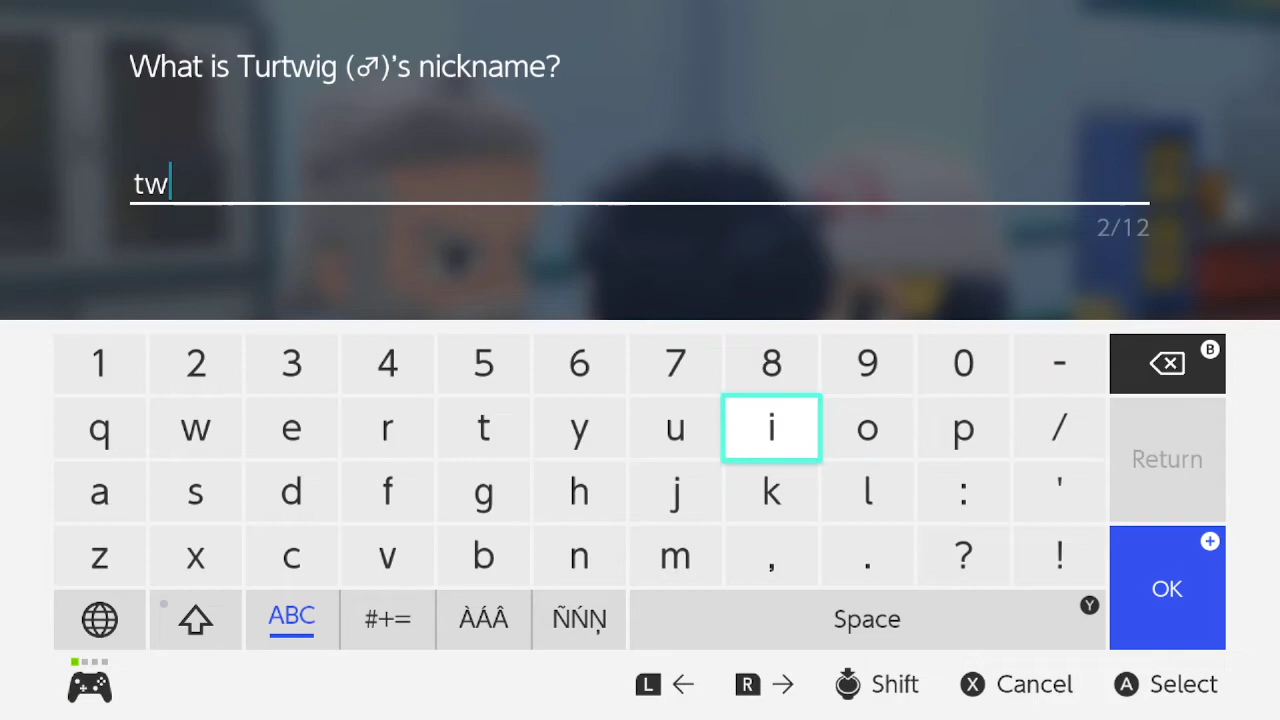 What is Turtwig (♂)'s nickname?
tw
2/12
1 2 3 4 5 6 7 8 9 0 - B
q w e r t y u i o p /
Return
a s d f g h j k l : '
z x c v b n m , . ? ! +
OK
ABC #+= ÀÁÂ ÑŃŅ Space Y
L ← R → Shift X Cancel A Select